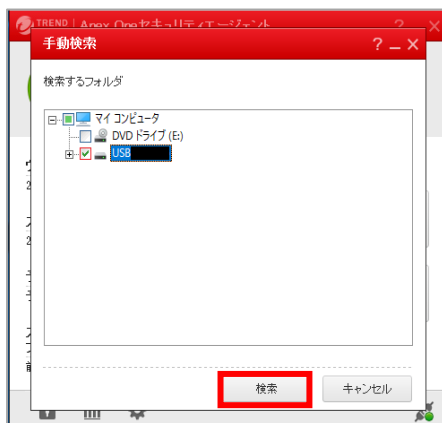 TREND | Apex Oneセキュリティエージェント
手動検索
検索するフォルダ
マイ コンピュータ
DVD ドライブ (E:)
USB
検索
キャンセル